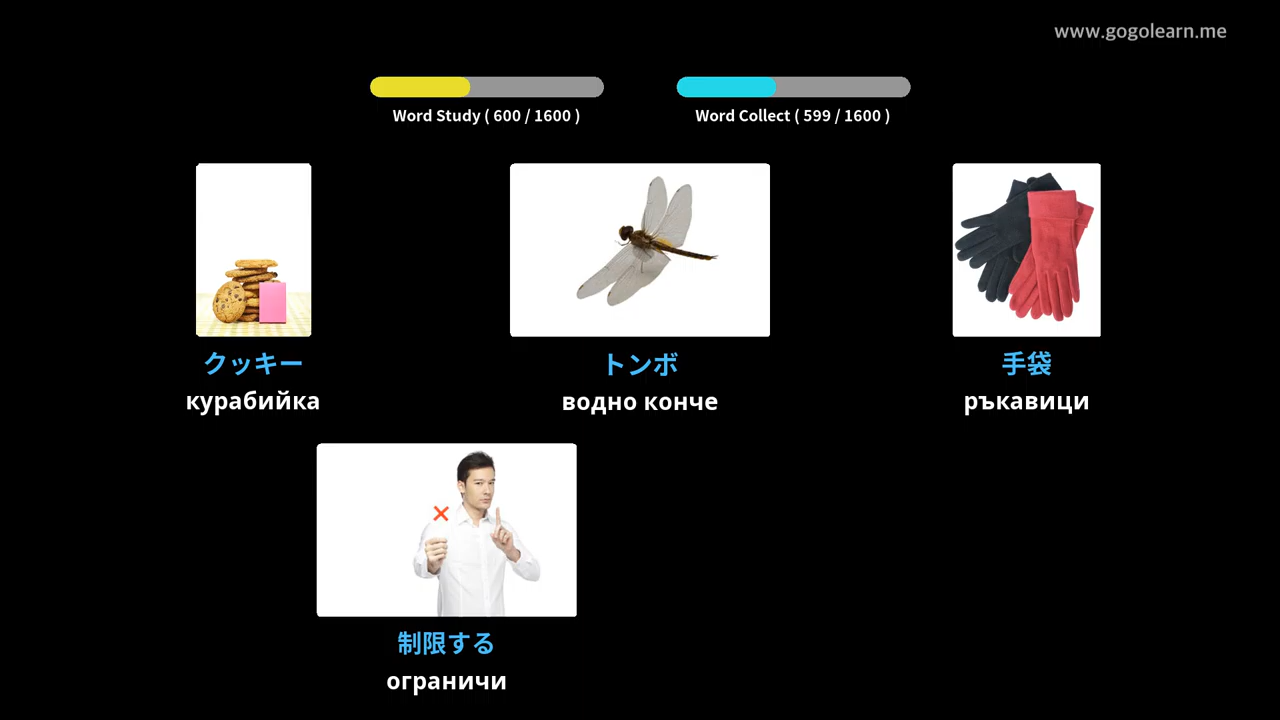 www.gogolearn.me
Word Study ( 600 / 1600 )
Word Collect ( 599 / 1600 )
クッキー
курабийка
トンボ
водно конче
手袋
ръкавици
制限する
ограничи